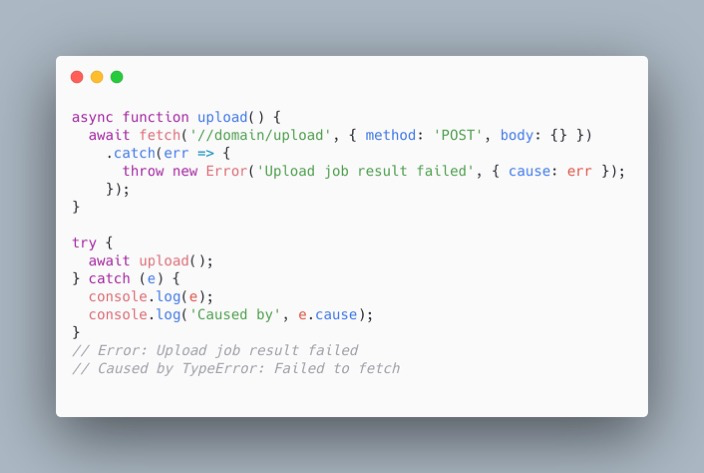 async function upload() {
  await fetch('//domain/upload', { method: 'POST', body: {} })
    .catch(err => {
      throw new Error('Upload job result failed', { cause: err });
    });
}

try {
  await upload();
} catch (e) {
  console.log(e);
  console.log('Caused by', e.cause);
}
// Error: Upload job result failed
// Caused by TypeError: Failed to fetch